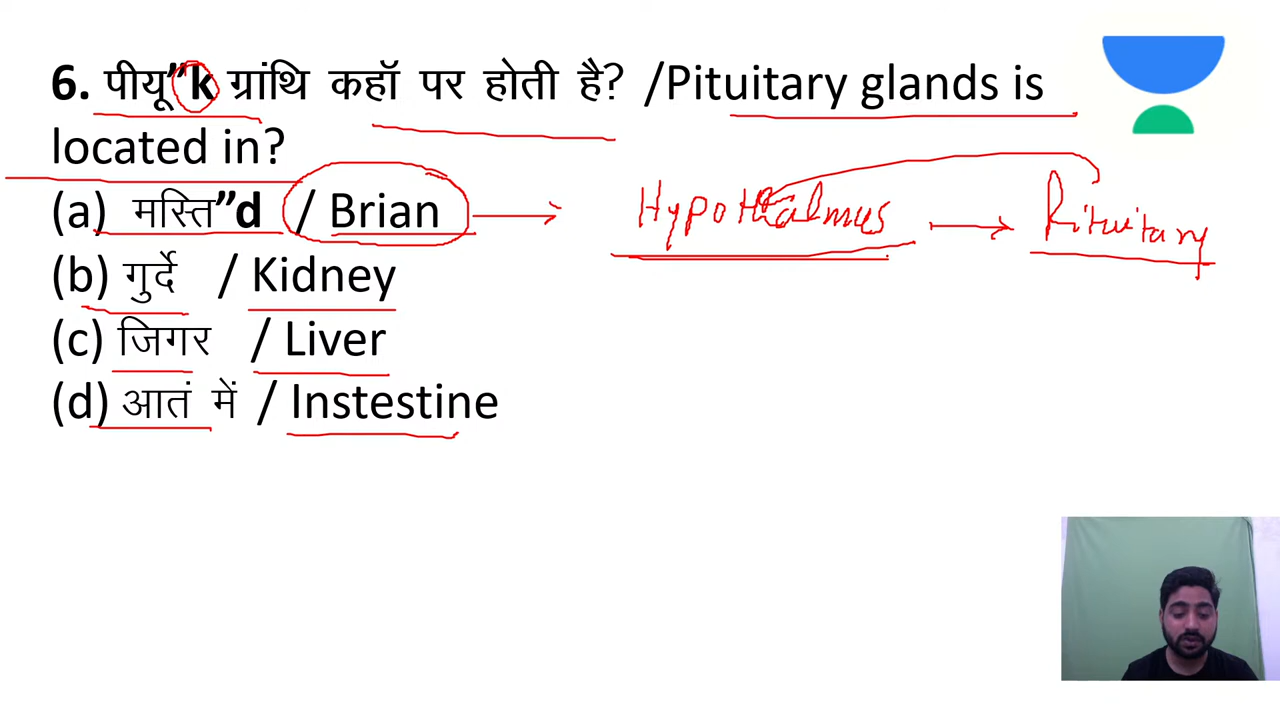 6. पीयू”k ग्रांथि कहॉ पर होती है? /Pituitary glands is
located in?
(a) मस्ति”d / Brian
Hypothalmus
Pituitary
(b) गुर्दे / Kidney
(c) जिगर / Liver
(d) आतं में / Instestine